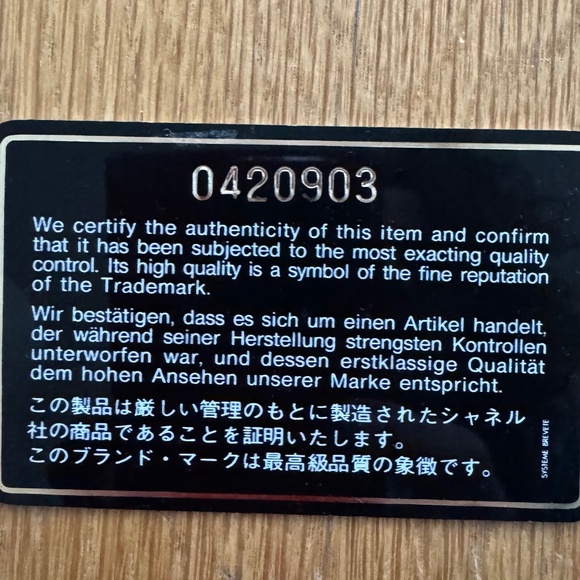 0420903
We certify the authenticity of this item and confirm
that it has been subjected to the most exacting quality
control. Its high quality is a symbol of the fine reputation
of the Trademark.
Wir bestätigen, dass es sich um einen Artikel handelt,
der während seiner Herstellung strengsten Kontrollen
unterworfen war, und dessen erstklassige Qualität
dem hohen Ansehen unserer Marke entspricht.
この製品は厳しい管理のもとに製造されたシャネル
社の商品であることを証明いたします。
このブランド・マークは最高級品質の象徴です。
SYSTEME BREVETE